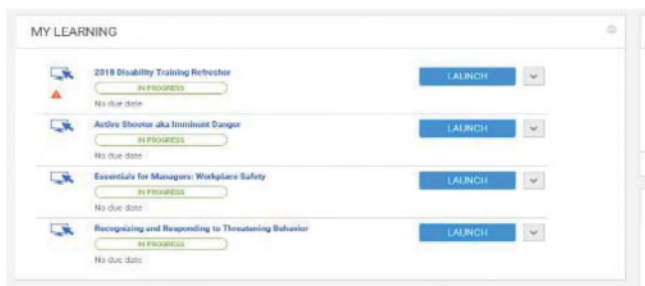 MY LEARNING
2018 Disability Training Refresher
LAUNCH
IN PROGRESS
No due date
Active Shooter aka Imminent Danger
LAUNCH
IN PROGRESS
No due date
Essentials for Managers: Workplace Safety
LAUNCH
IN PROGRESS
No due date
Recognizing and Responding to Threatening Behavior
LAUNCH
IN PROGRESS
No due date